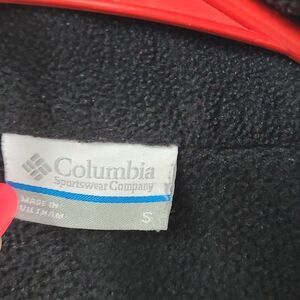 Columbia
Sportswear Company
MADE IN
VIETNAM
S